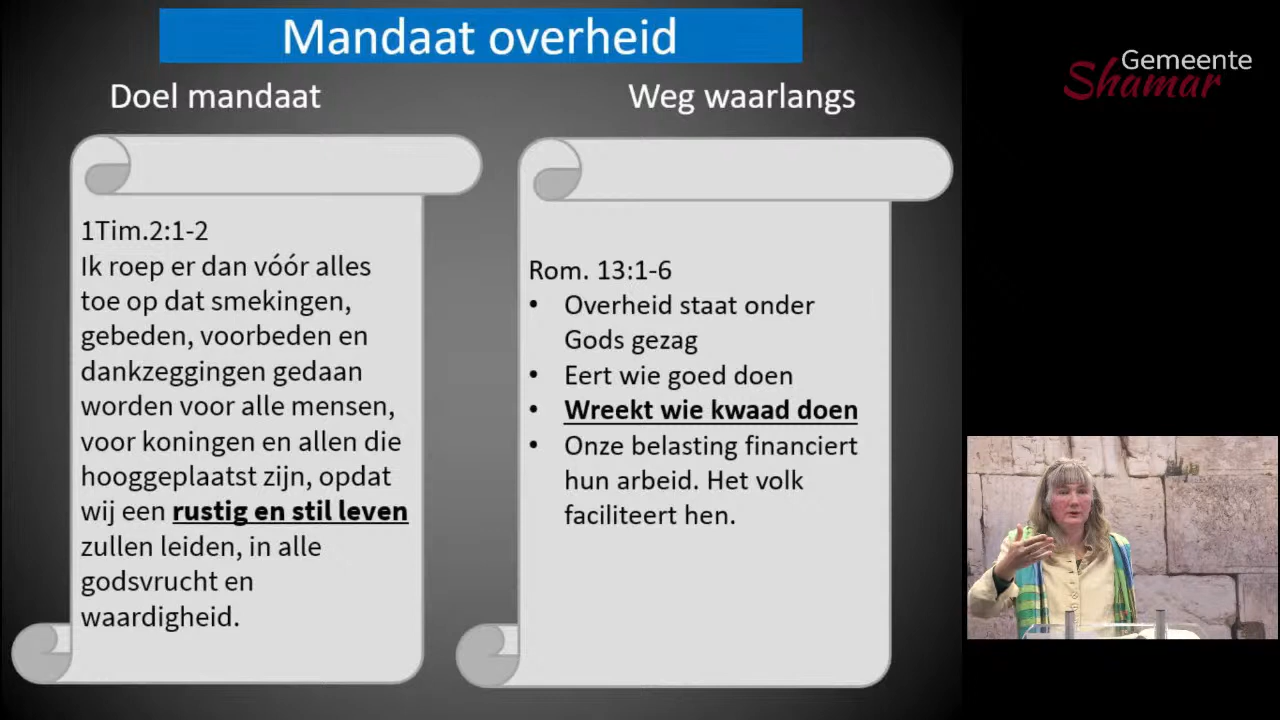 Mandaat overheid
Doel mandaat
1Tim.2:1-2
Ik roep er dan vóór alles
toe op dat smekingen,
gebeden, voorbeden en
dankzeggingen gedaan
worden voor alle mensen,
voor koningen en allen die
hooggeplaatst zijn, opdat
wij een rustig en stil leven
zullen leiden, in alle
godsvrucht en
waardigheid.
Weg waarlangs
Rom. 13:1-6
• Overheid staat onder
Gods gezag
• Eert wie goed doen
• Wreekt wie kwaad doen
• Onze belasting financiert
hun arbeid. Het volk
faciliteert hen.
Gemeente
Shamar